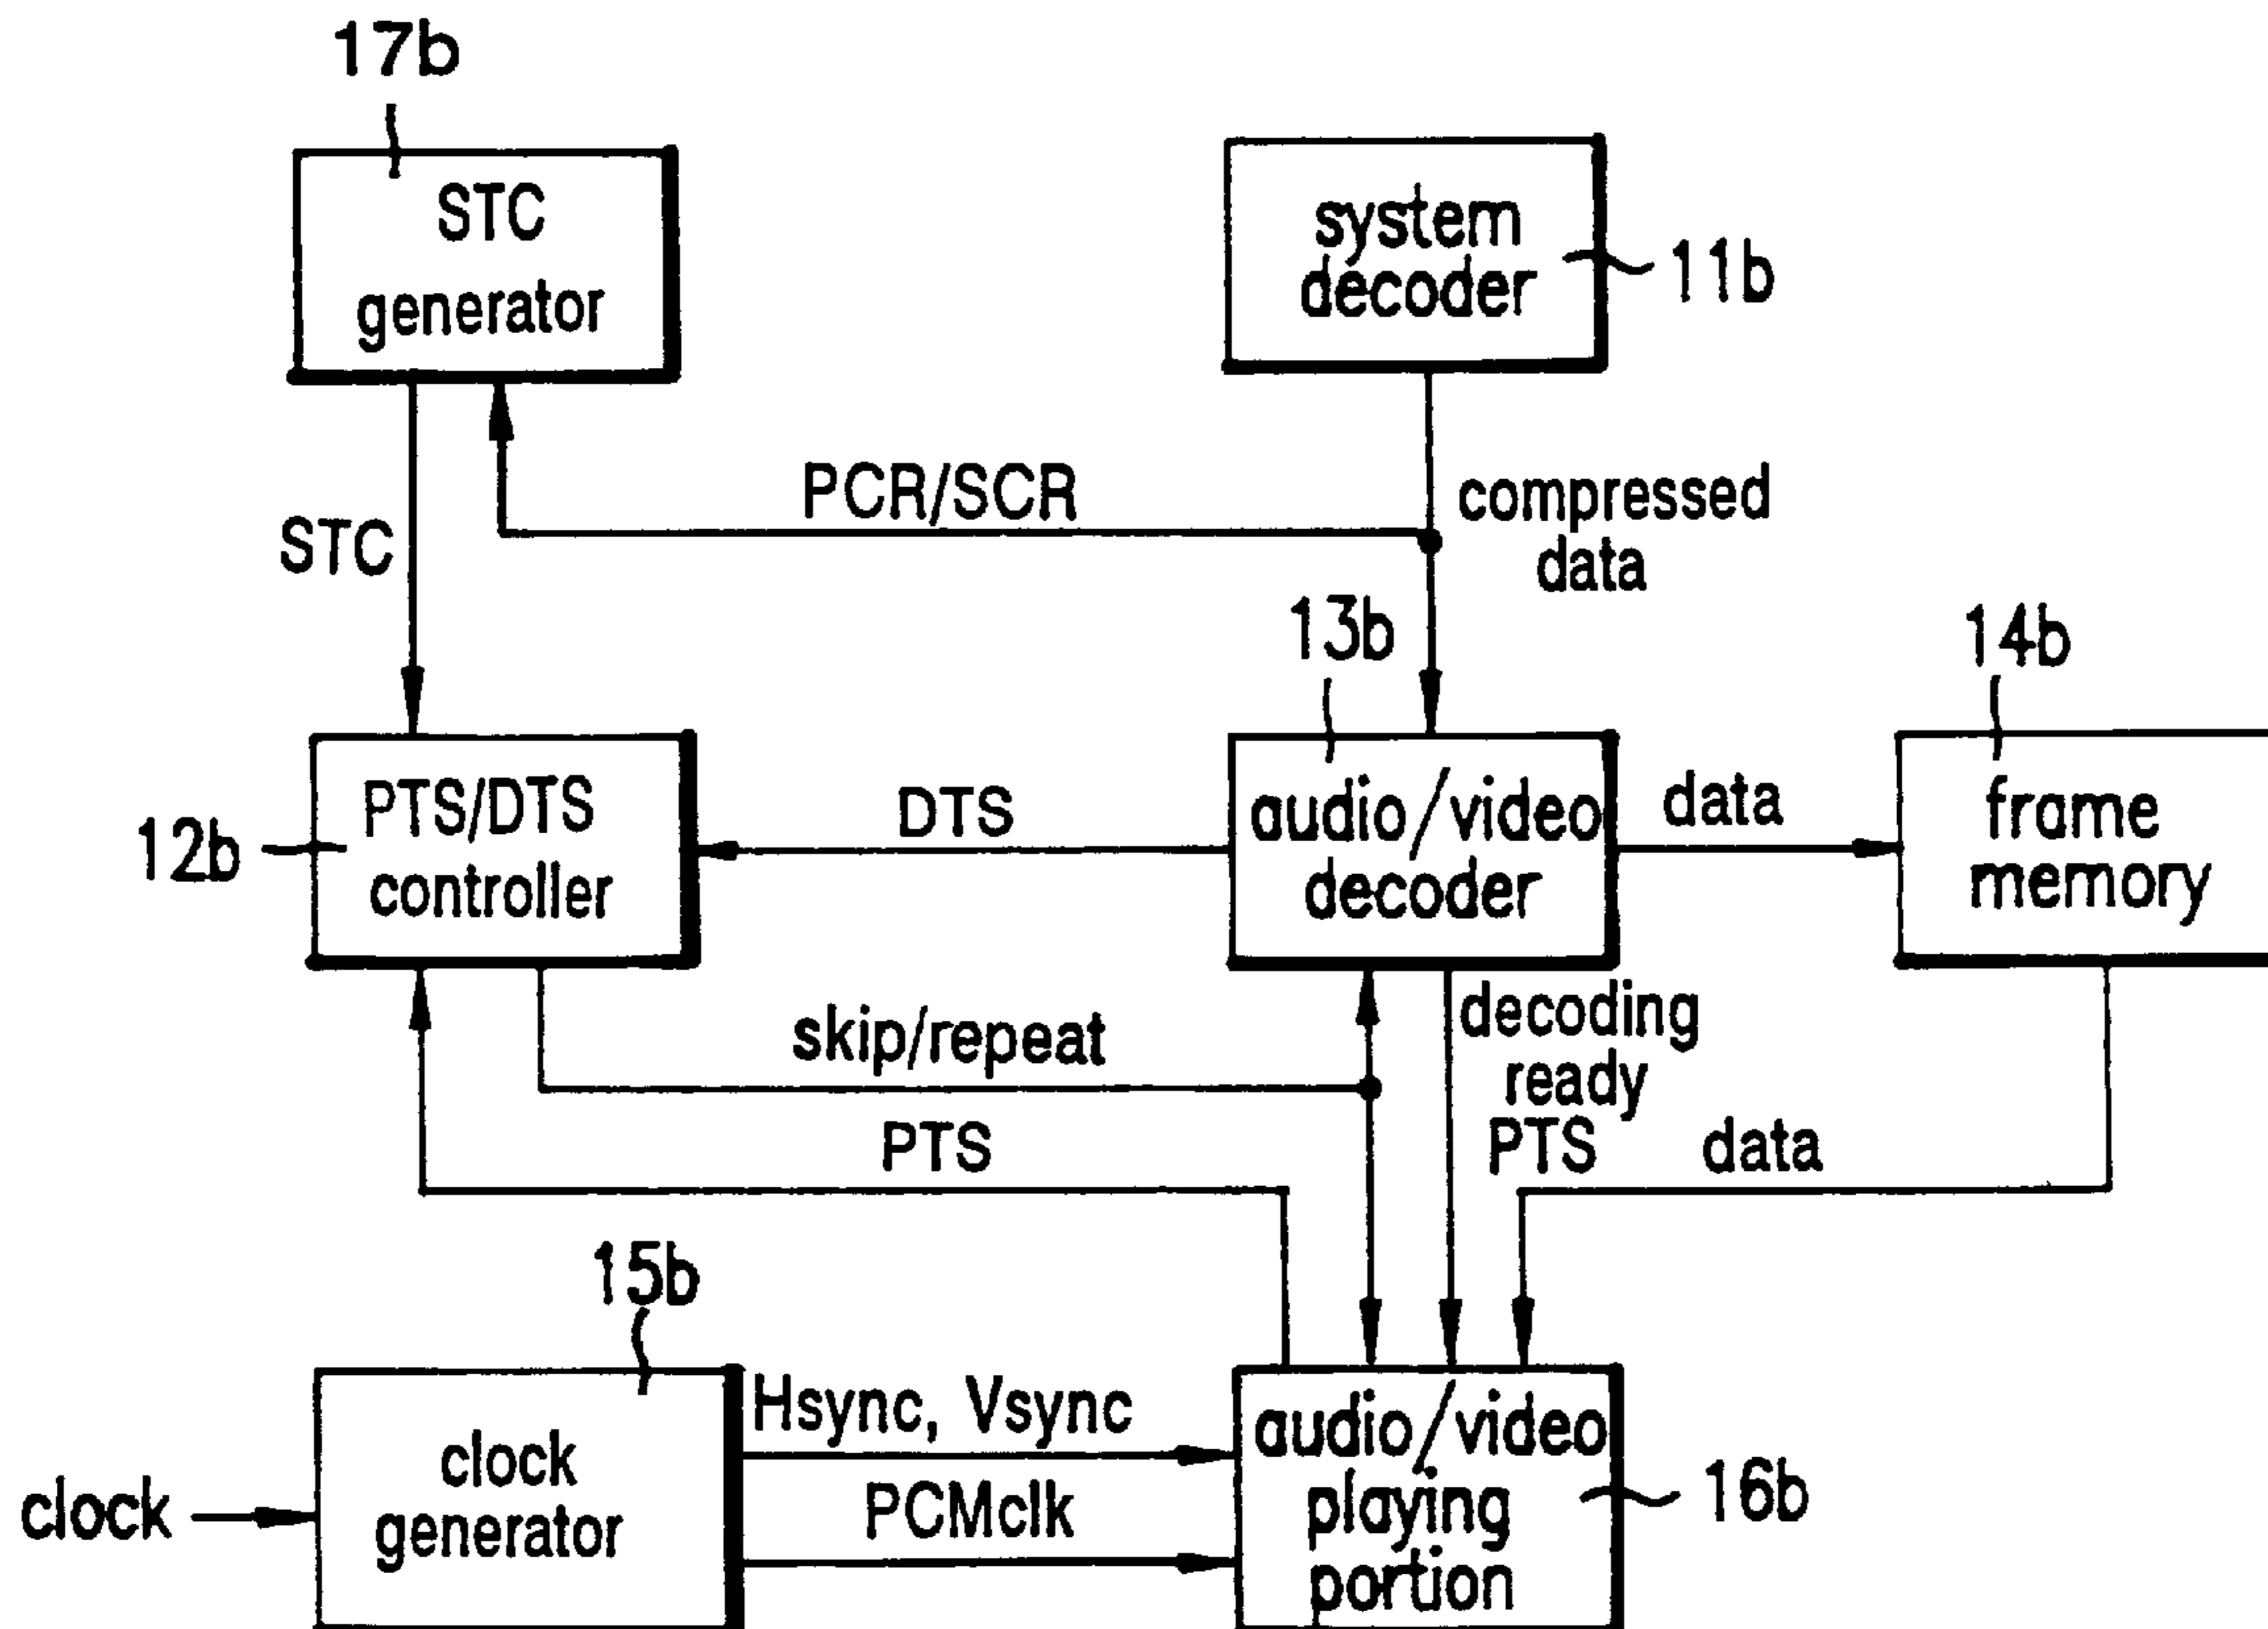 17b
STC
generator
system
decoder
11b
PCR/SCR
compressed
data
STC
13b
14b
PTS/DTS
controller
12b
DTS
audio/video
decoder
data
frame
memory
skip/repeat
decoding
ready
PTS
PTS
data
15b
clock
clock
generator
Hsync, Vsync
PCMclk
audio/video
playing
portion
16b